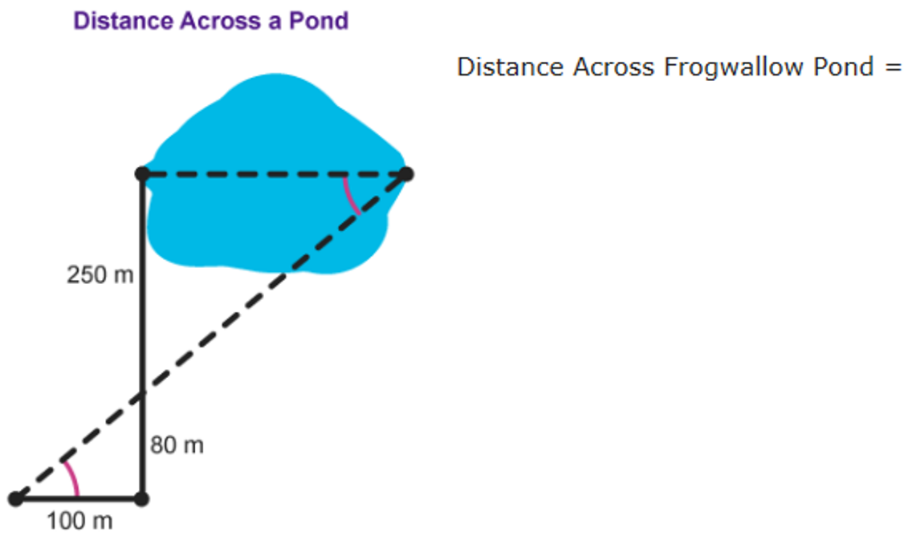 Distance Across a Pond
Distance Across Frogwallow Pond =
250 m
80 m
100 m